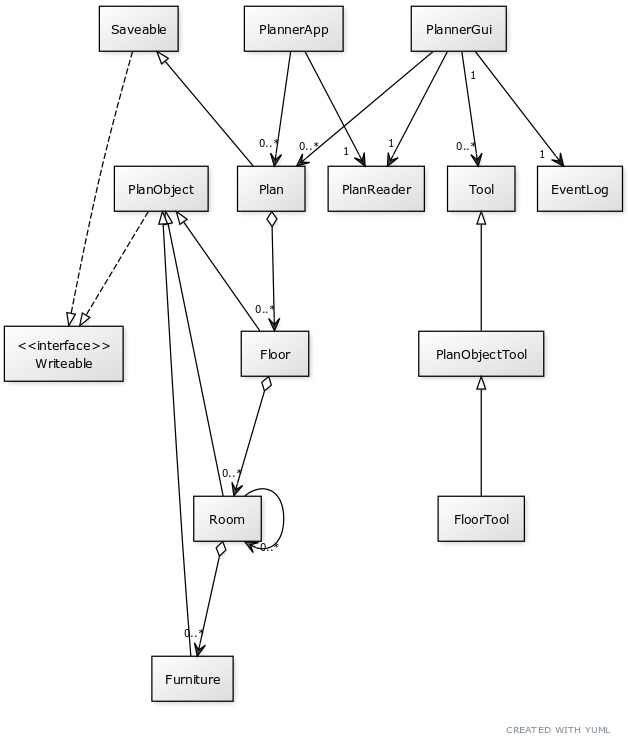 Saveable
PlannerApp
PlannerGui
1
0..*
0..*
1
1
0..*
1
PlanObject
Plan
PlanReader
Tool
EventLog
0..*
<<interface>>
Writeable
Floor
PlanObjectTool
0..*
Room
0..*
FloorTool
0..*
Furniture
CREATED WITH YUML